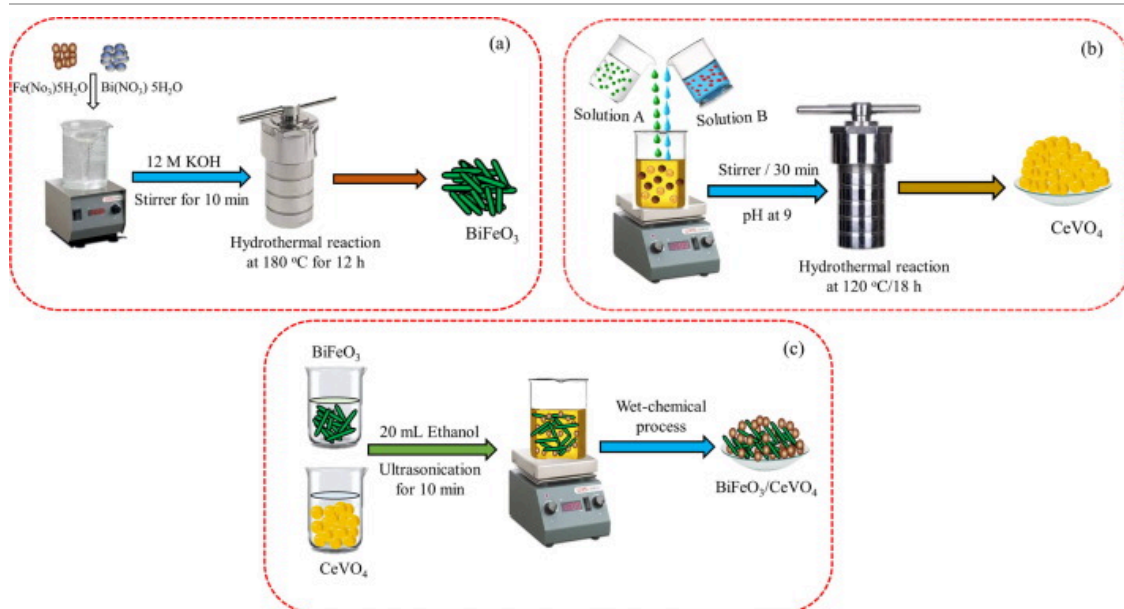 (a)
Fe(No₃)5H₂O
Bi(NO₃) 5H₂O
12 M KOH
Stirrer for 10 min
Hydrothermal reaction
at 180 °C for 12 h
BiFeO₃
(b)
Solution A
Solution B
Stirrer / 30 min
pH at 9
Hydrothermal reaction
at 120 °C/18 h
CeVO₄
(c)
BiFeO₃
CeVO₄
20 mL Ethanol
Ultrasonication
for 10 min
Wet-chemical
process
BiFeO₃/CeVO₄